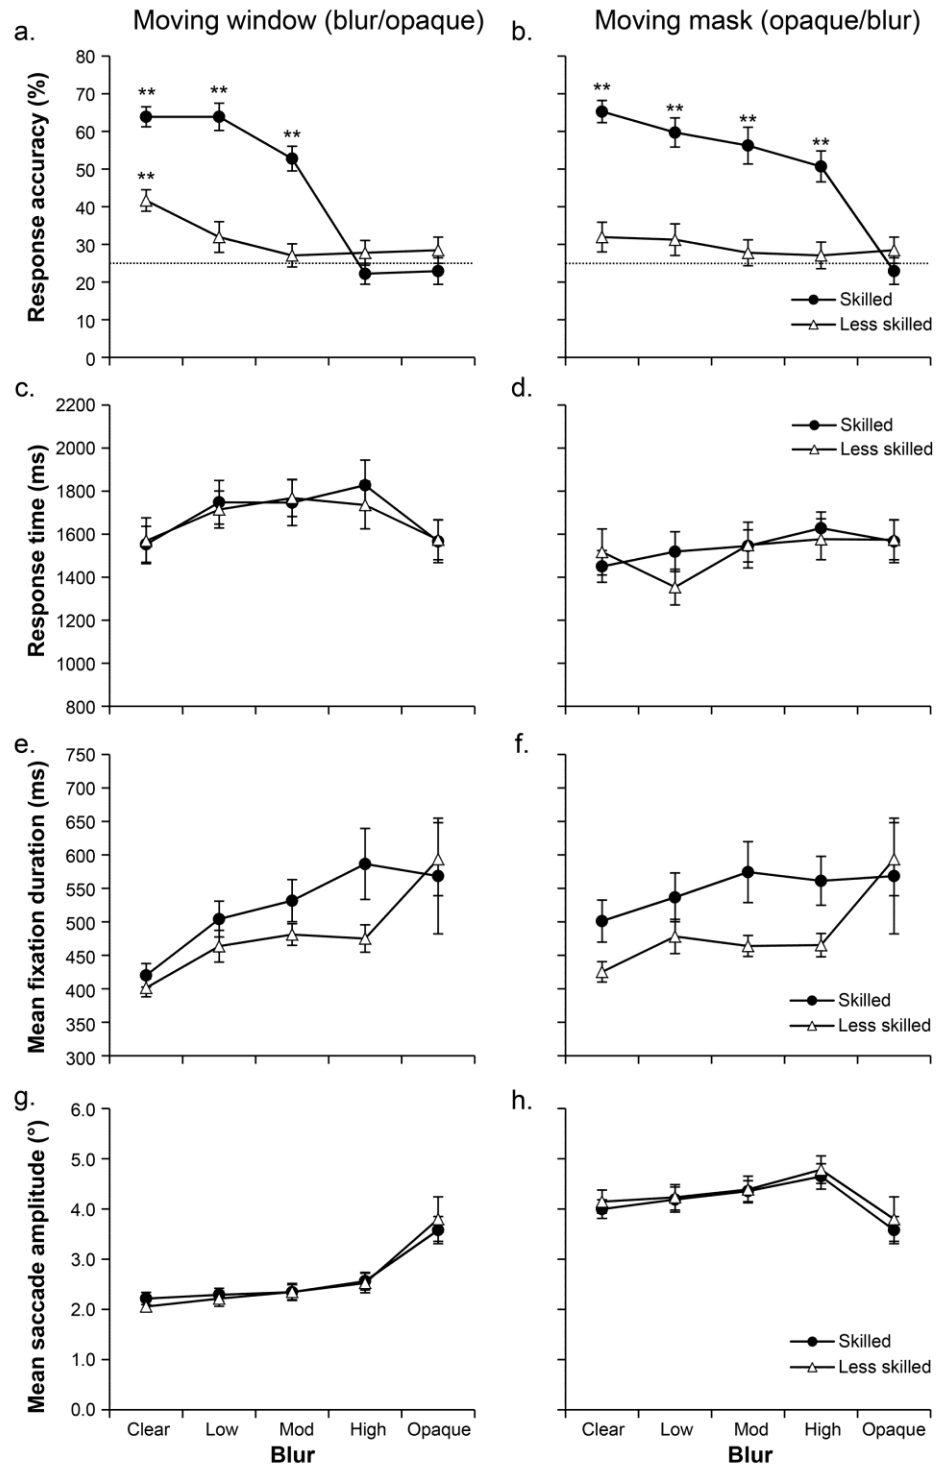 Moving window (blur/opaque)
Moving mask (opaque/blur)
a.
b.
Response accuracy (%)
80
70
60
50
40
30
20
10
0
**
**
**
**
**
**
**
**
Skilled
Less skilled
c.
d.
Response time (ms)
2200
2000
1800
1600
1400
1200
1000
800
Skilled
Less skilled
e.
f.
Mean fixation duration (ms)
750
700
650
600
550
500
450
400
350
300
Skilled
Less skilled
g.
h.
Mean saccade amplitude (°)
6.0
5.0
4.0
3.0
2.0
1.0
0.0
Skilled
Less skilled
Clear Low Mod High Opaque
Blur
Clear Low Mod High Opaque
Blur